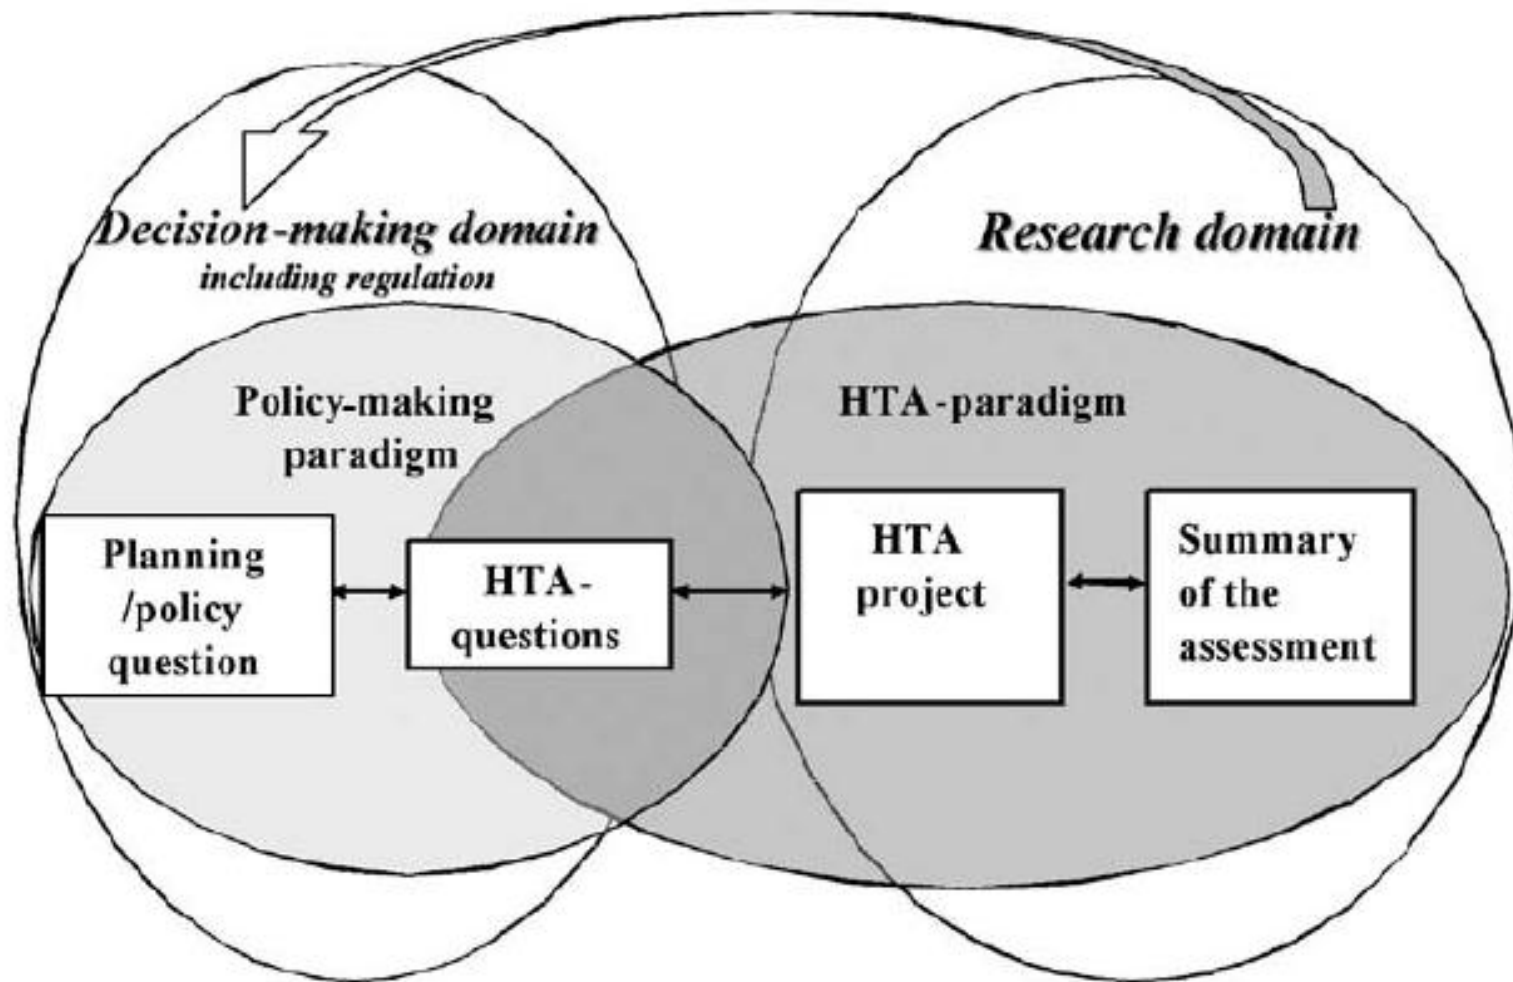 Decision-making domain
including regulation
Research domain
Policy-making
paradigm
HTA-paradigm
Planning
/policy
question
HTA-
questions
HTA
project
Summary
of the
assessment